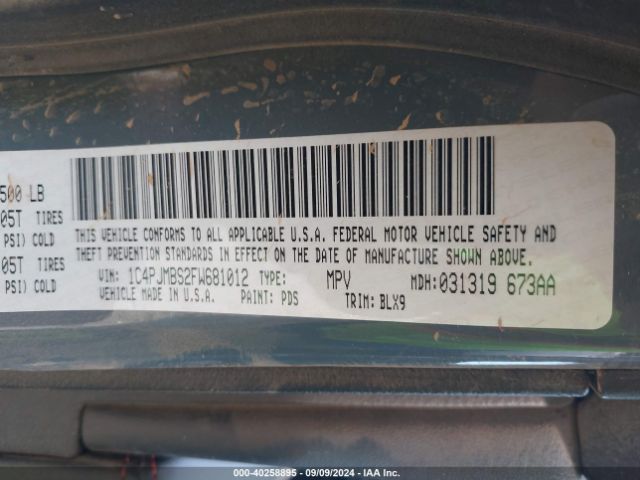 500 LB
05T TIRES
PSI) COLD
05T TIRES
PSI) COLD
THIS VEHICLE CONFORMS TO ALL APPLICABLE U.S.A. FEDERAL MOTOR VEHICLE SAFETY AND
THEFT PREVENTION STANDARDS IN EFFECT ON THE DATE OF MANUFACTURE SHOWN ABOVE.
VIN: 1C4PJMBS2FW681012 TYPE: MPV MDH: 031319 673AA
VEHICLE MADE IN U.S.A. PAINT: PDS TRIM: BLX9
000-40258895 - 09/09/2024 - IAA Inc.